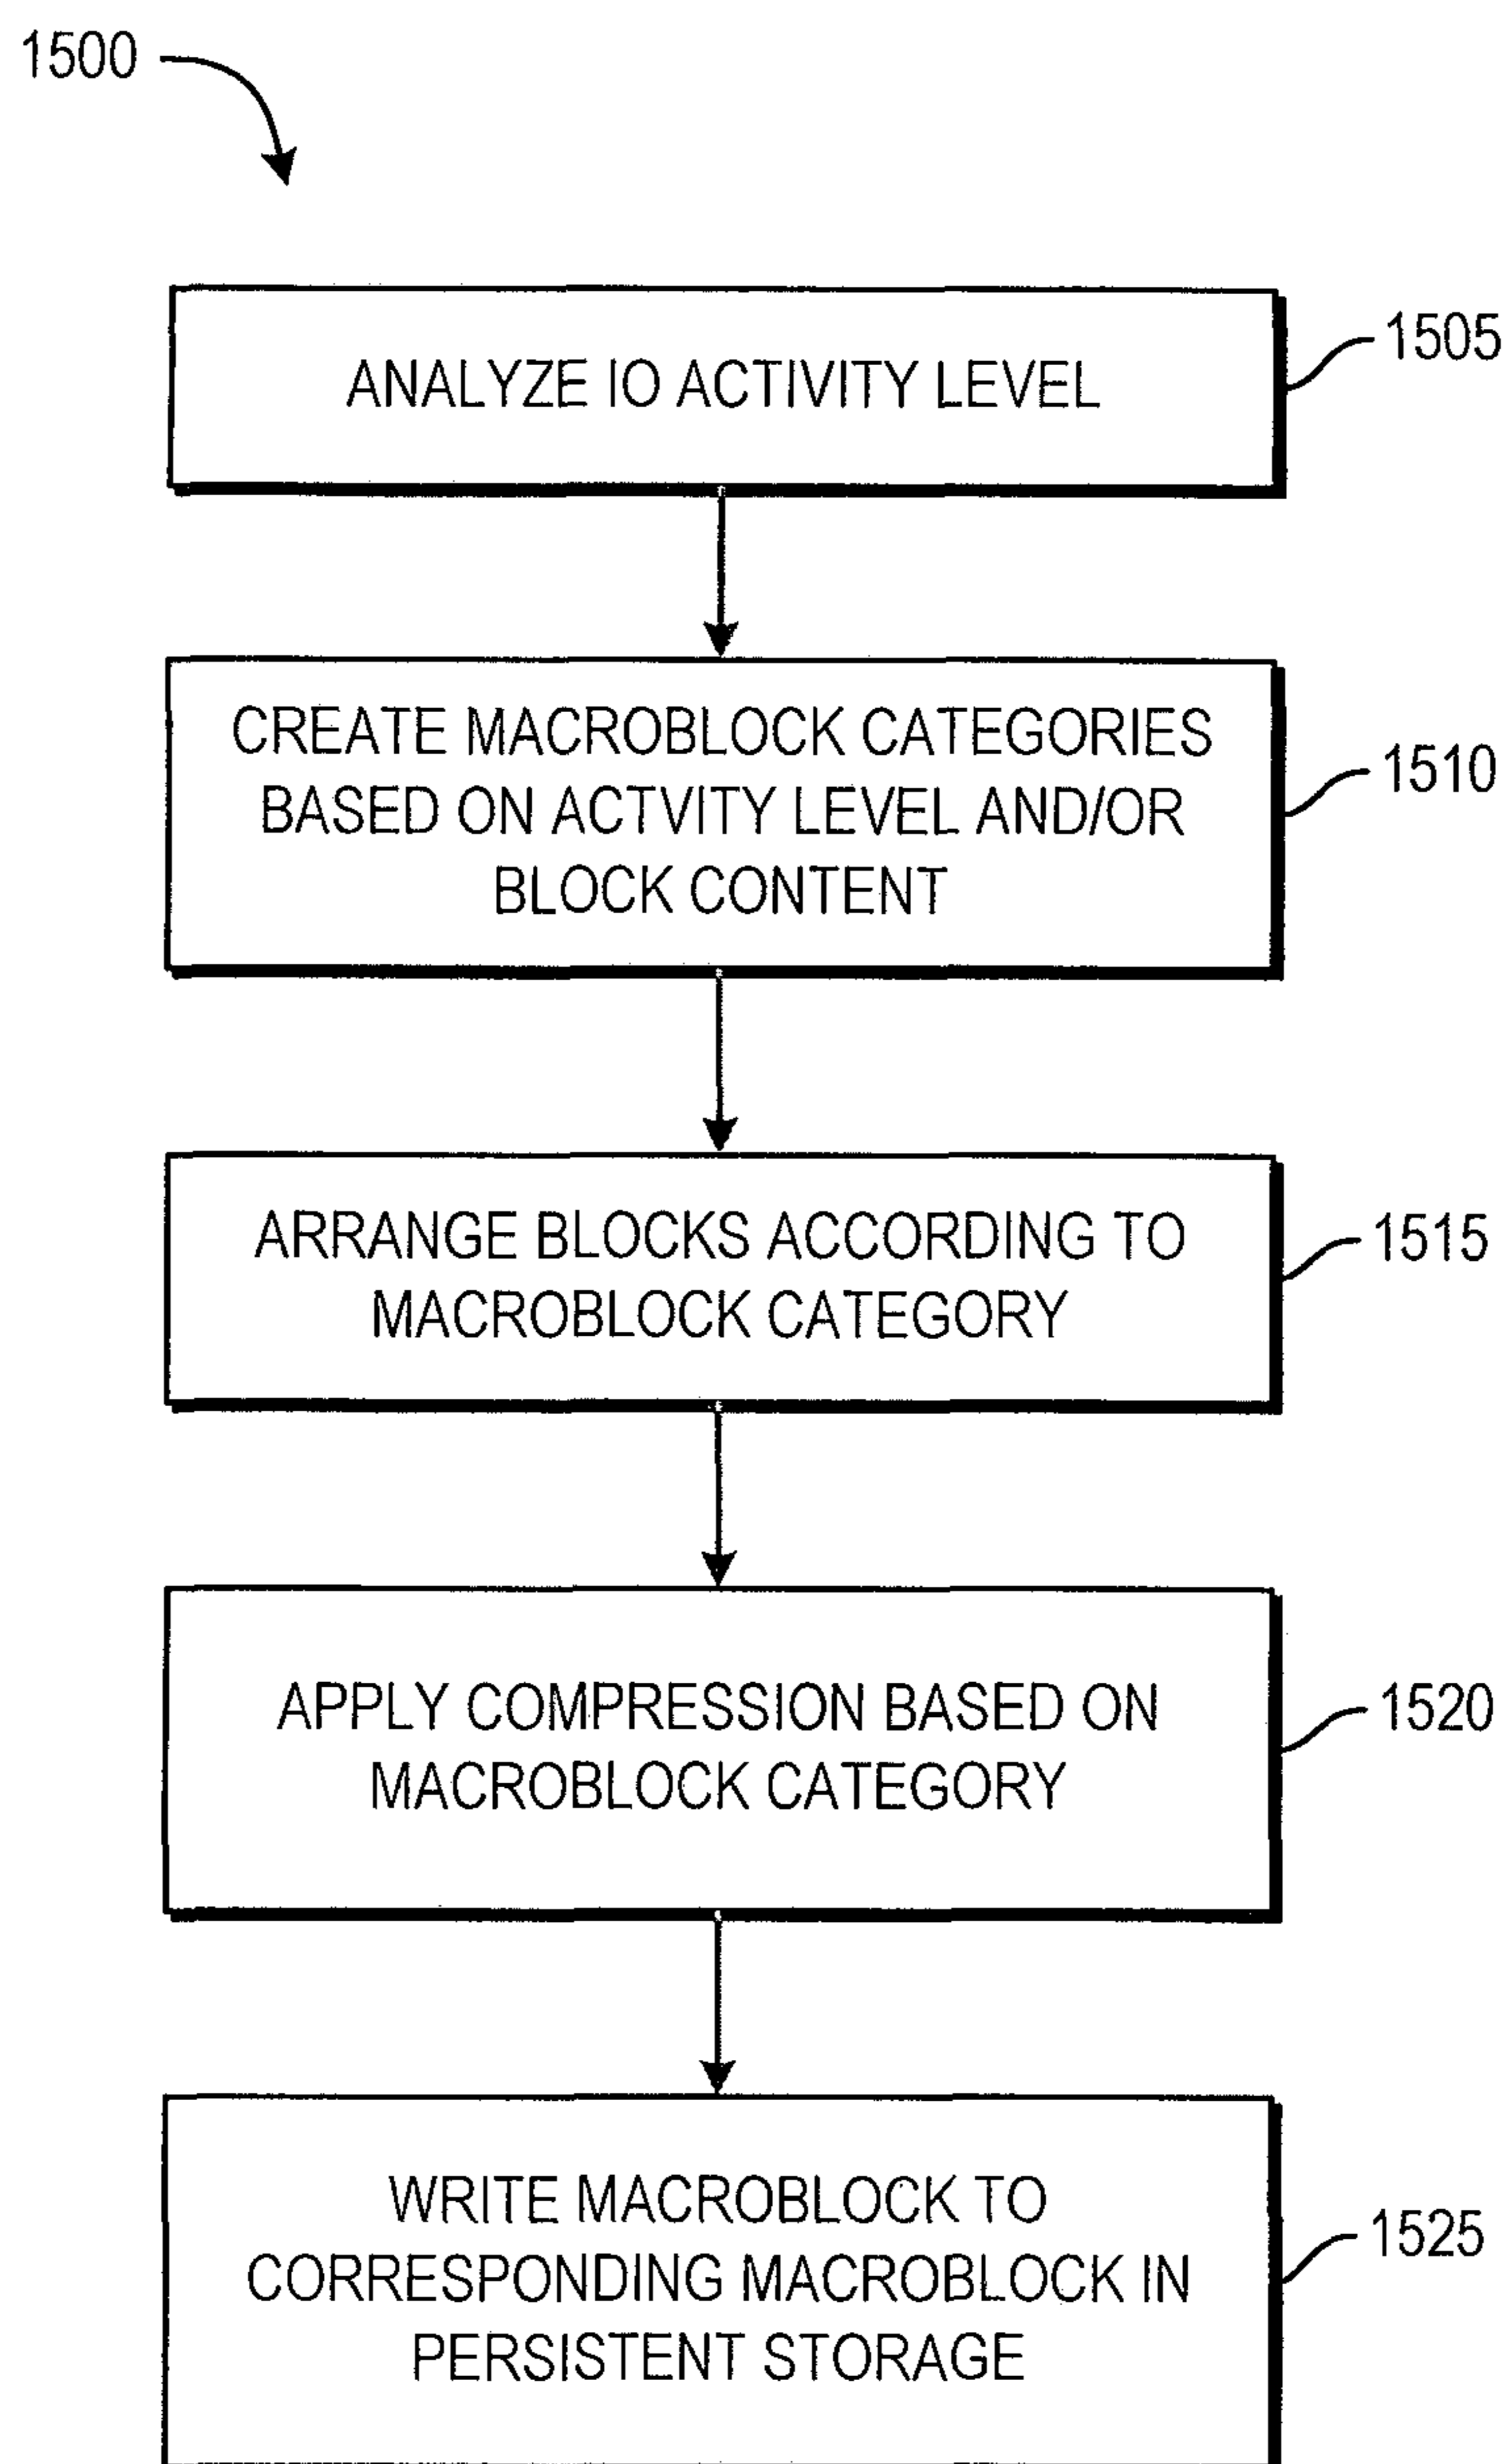 1500
ANALYZE IO ACTIVITY LEVEL
1505
CREATE MACROBLOCK CATEGORIES
BASED ON ACTVITY LEVEL AND/OR
BLOCK CONTENT
1510
ARRANGE BLOCKS ACCORDING TO
MACROBLOCK CATEGORY
1515
APPLY COMPRESSION BASED ON
MACROBLOCK CATEGORY
1520
WRITE MACROBLOCK TO
CORRESPONDING MACROBLOCK IN
PERSISTENT STORAGE
1525